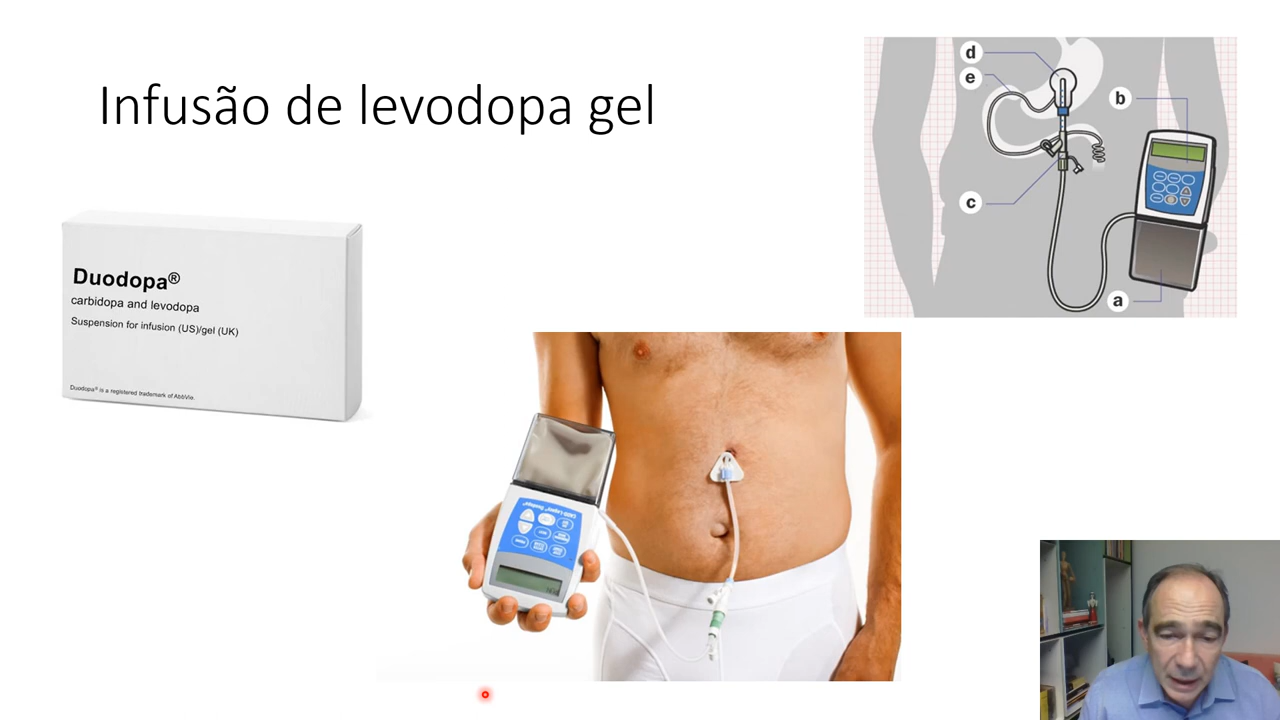 Infusão de levodopa gel
Duodopa®
carbidopa and levodopa
Suspension for infusion (US)/gel (UK)
Duodopa® is a registered trademark of AbbVie.
d
e
b
c
a